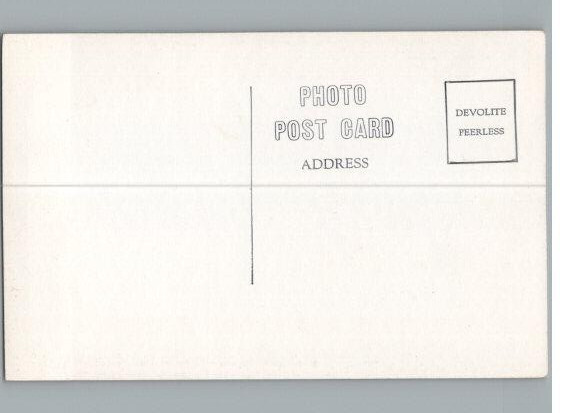 PHOTO
POST CARD
ADDRESS
DEVOLITE
PEERLESS